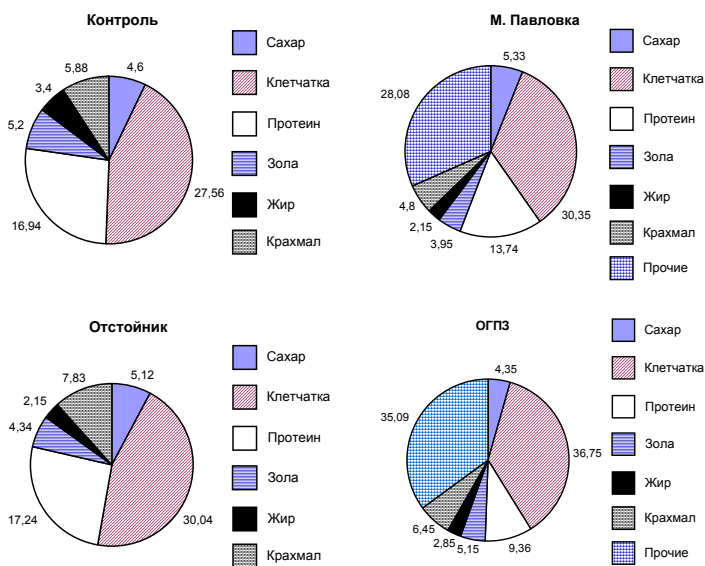 Контроль
5,88
4,6
3,4
5,2
16,94
27,56
Сахар
Клетчатка
Протеин
Зола
Жир
Крахмал
М. Павловка
5,33
28,08
4,8
2,15
3,95
13,74
30,35
Сахар
Клетчатка
Протеин
Зола
Жир
Крахмал
Прочие
Отстойник
7,83
5,12
2,15
4,34
17,24
30,04
Сахар
Клетчатка
Протеин
Зола
Жир
Крахмал
ОГПЗ
4,35
35,09
36,75
6,45
2,85
5,15
9,36
Сахар
Клетчатка
Протеин
Зола
Жир
Крахмал
Прочие